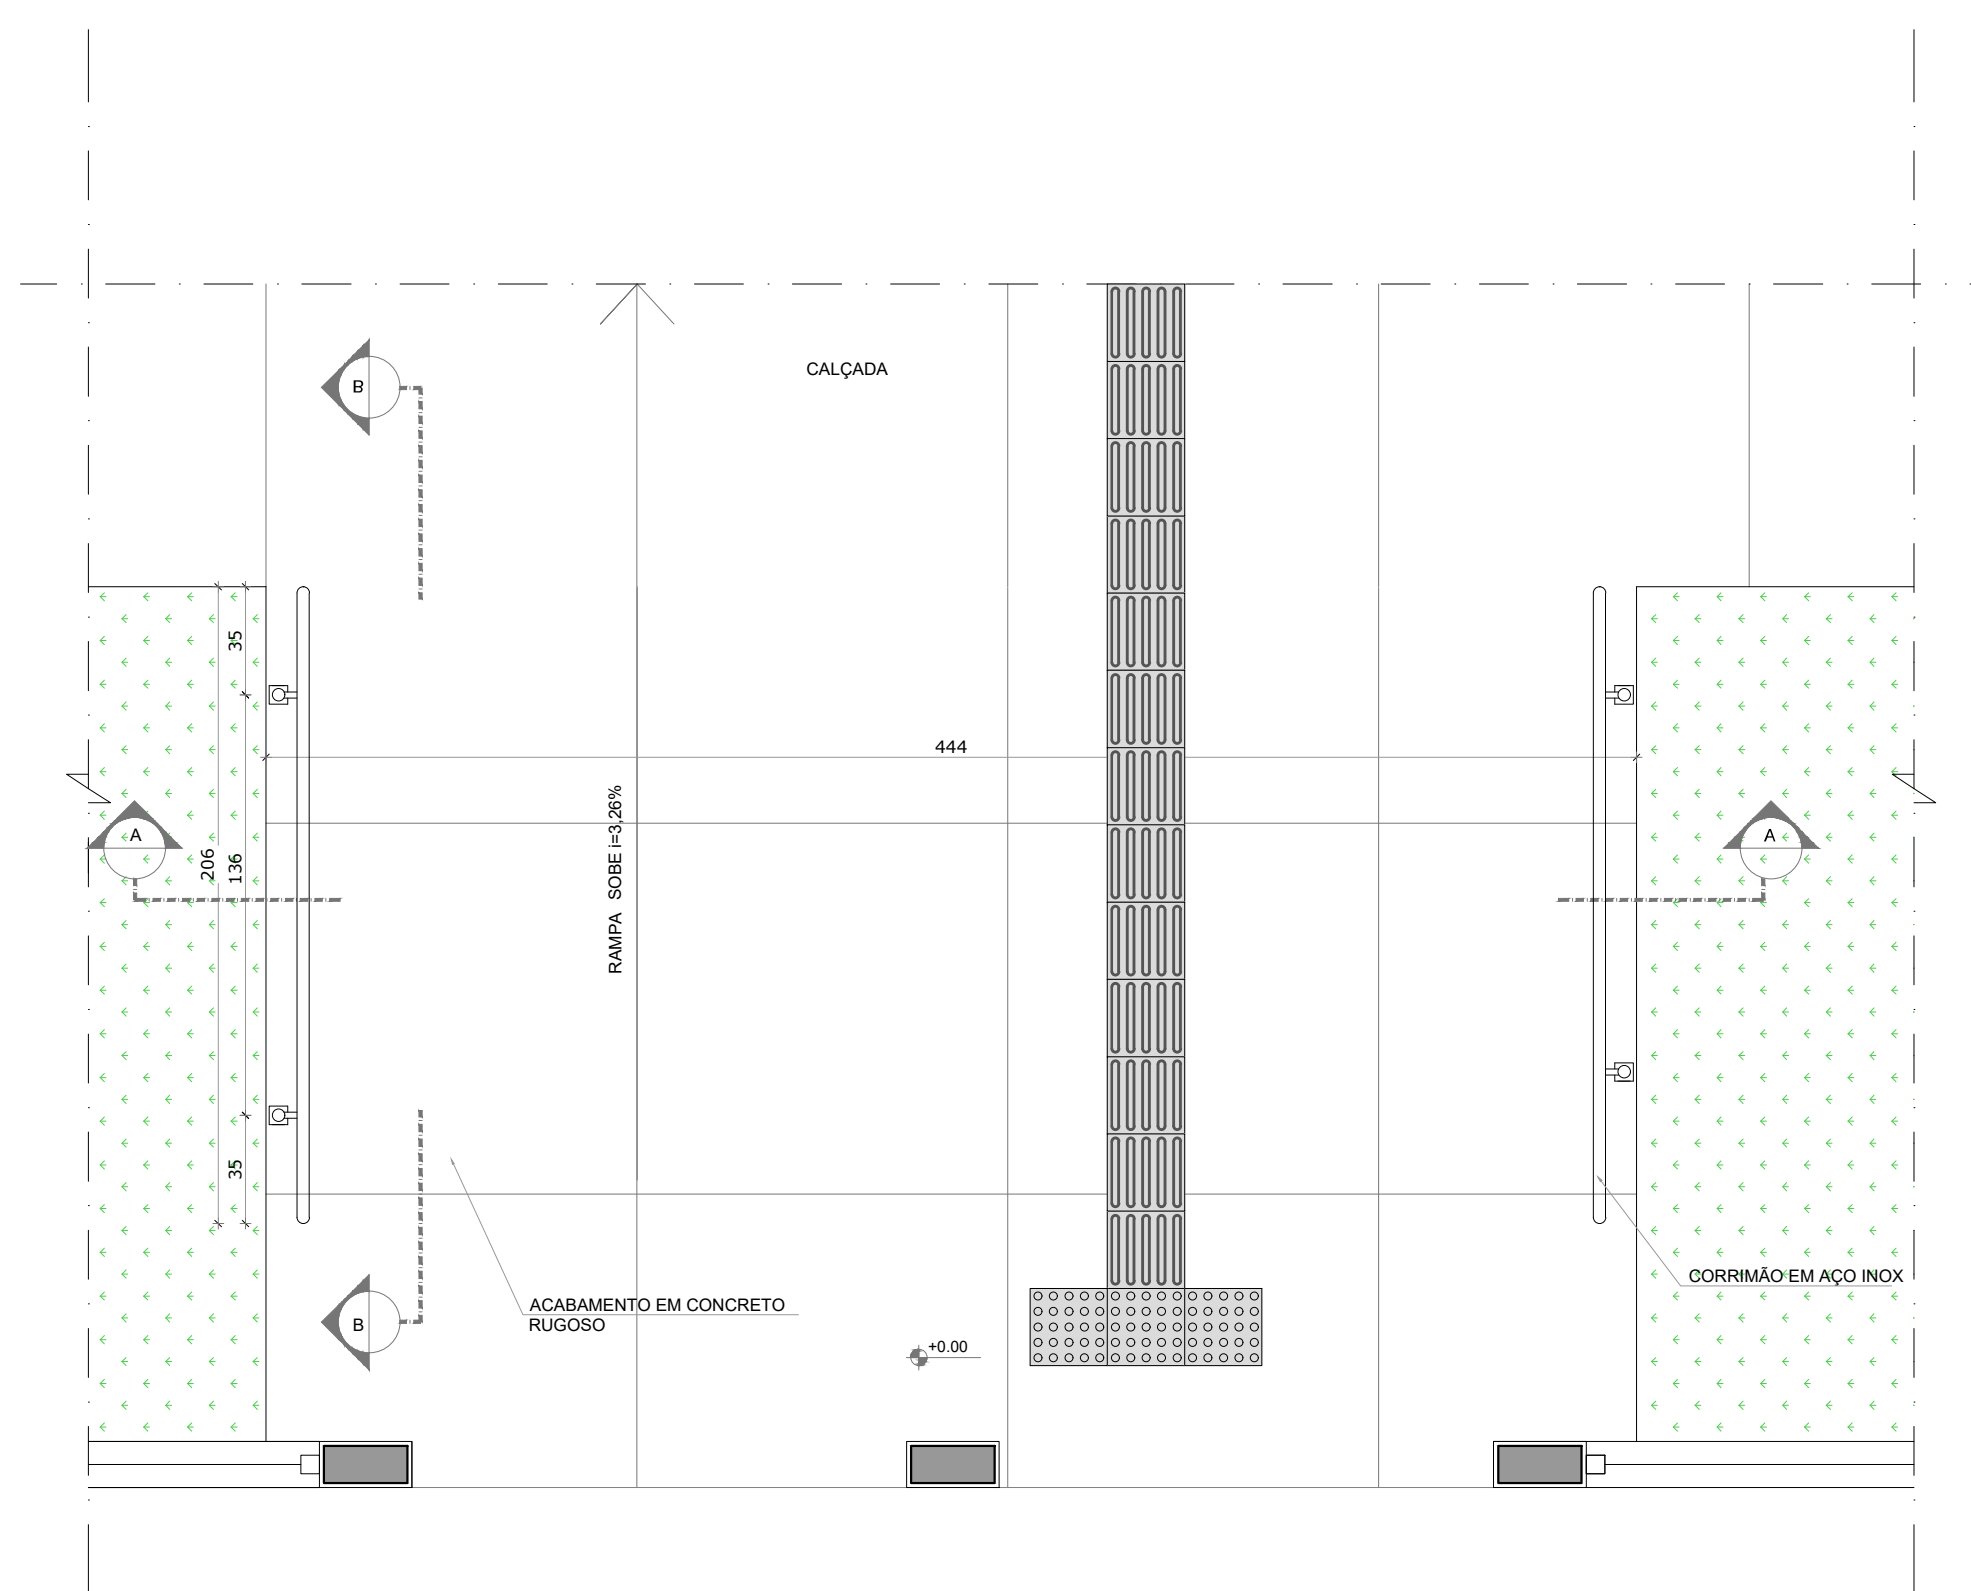 CALÇADA
B
35
444
RAMPA  SOBE i=3,26%
A
A
206
136
35
CORRIMÃO EM AÇO INOX
ACABAMENTO EM CONCRETO
RUGOSO
B
+0.00